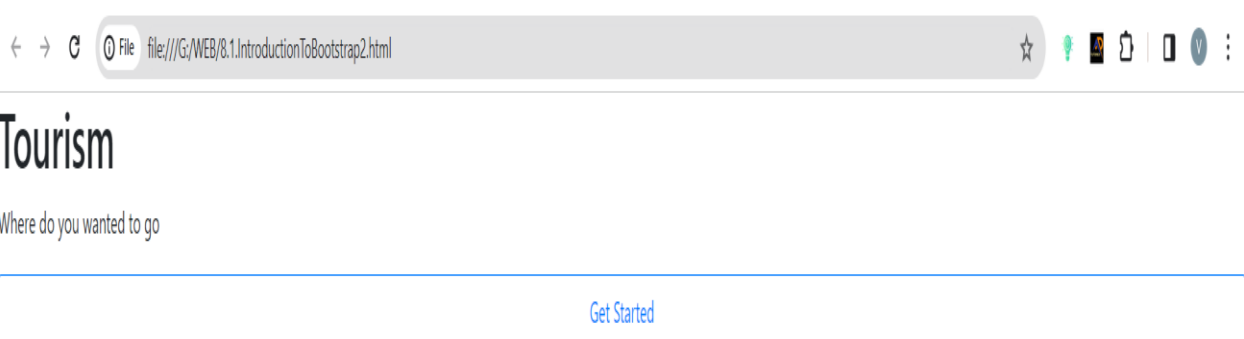 File file:///G:/WEB/8.1.IntroductionToBootstrap2.html
V
Tourism
Where do you wanted to go
Get Started